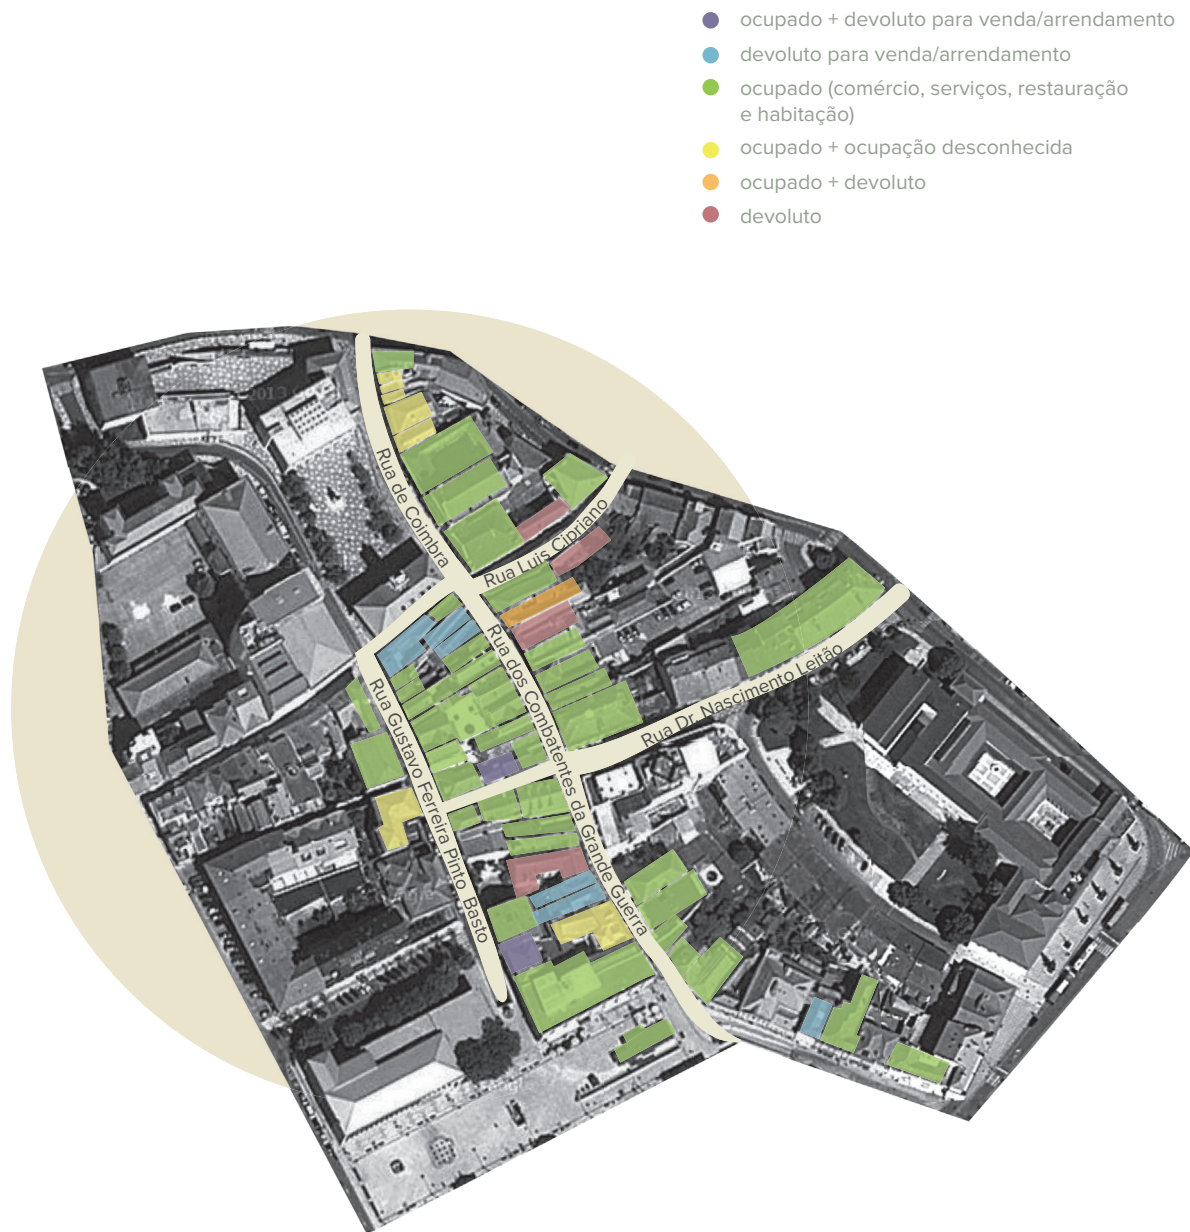 ocupado + devoluto para venda/arrendamento
devoluto para venda/arrendamento
ocupado (comércio, serviços, restauração
e habitação)
ocupado + ocupação desconhecida
ocupado + devoluto
devoluto
Rua de Coimbra
Rua Luis Cipriano
Rua dos Combatentes da Grande Guerra
Rua Dr. Nascimento Leitão
Rua Gustavo Ferreira Pinto Basto